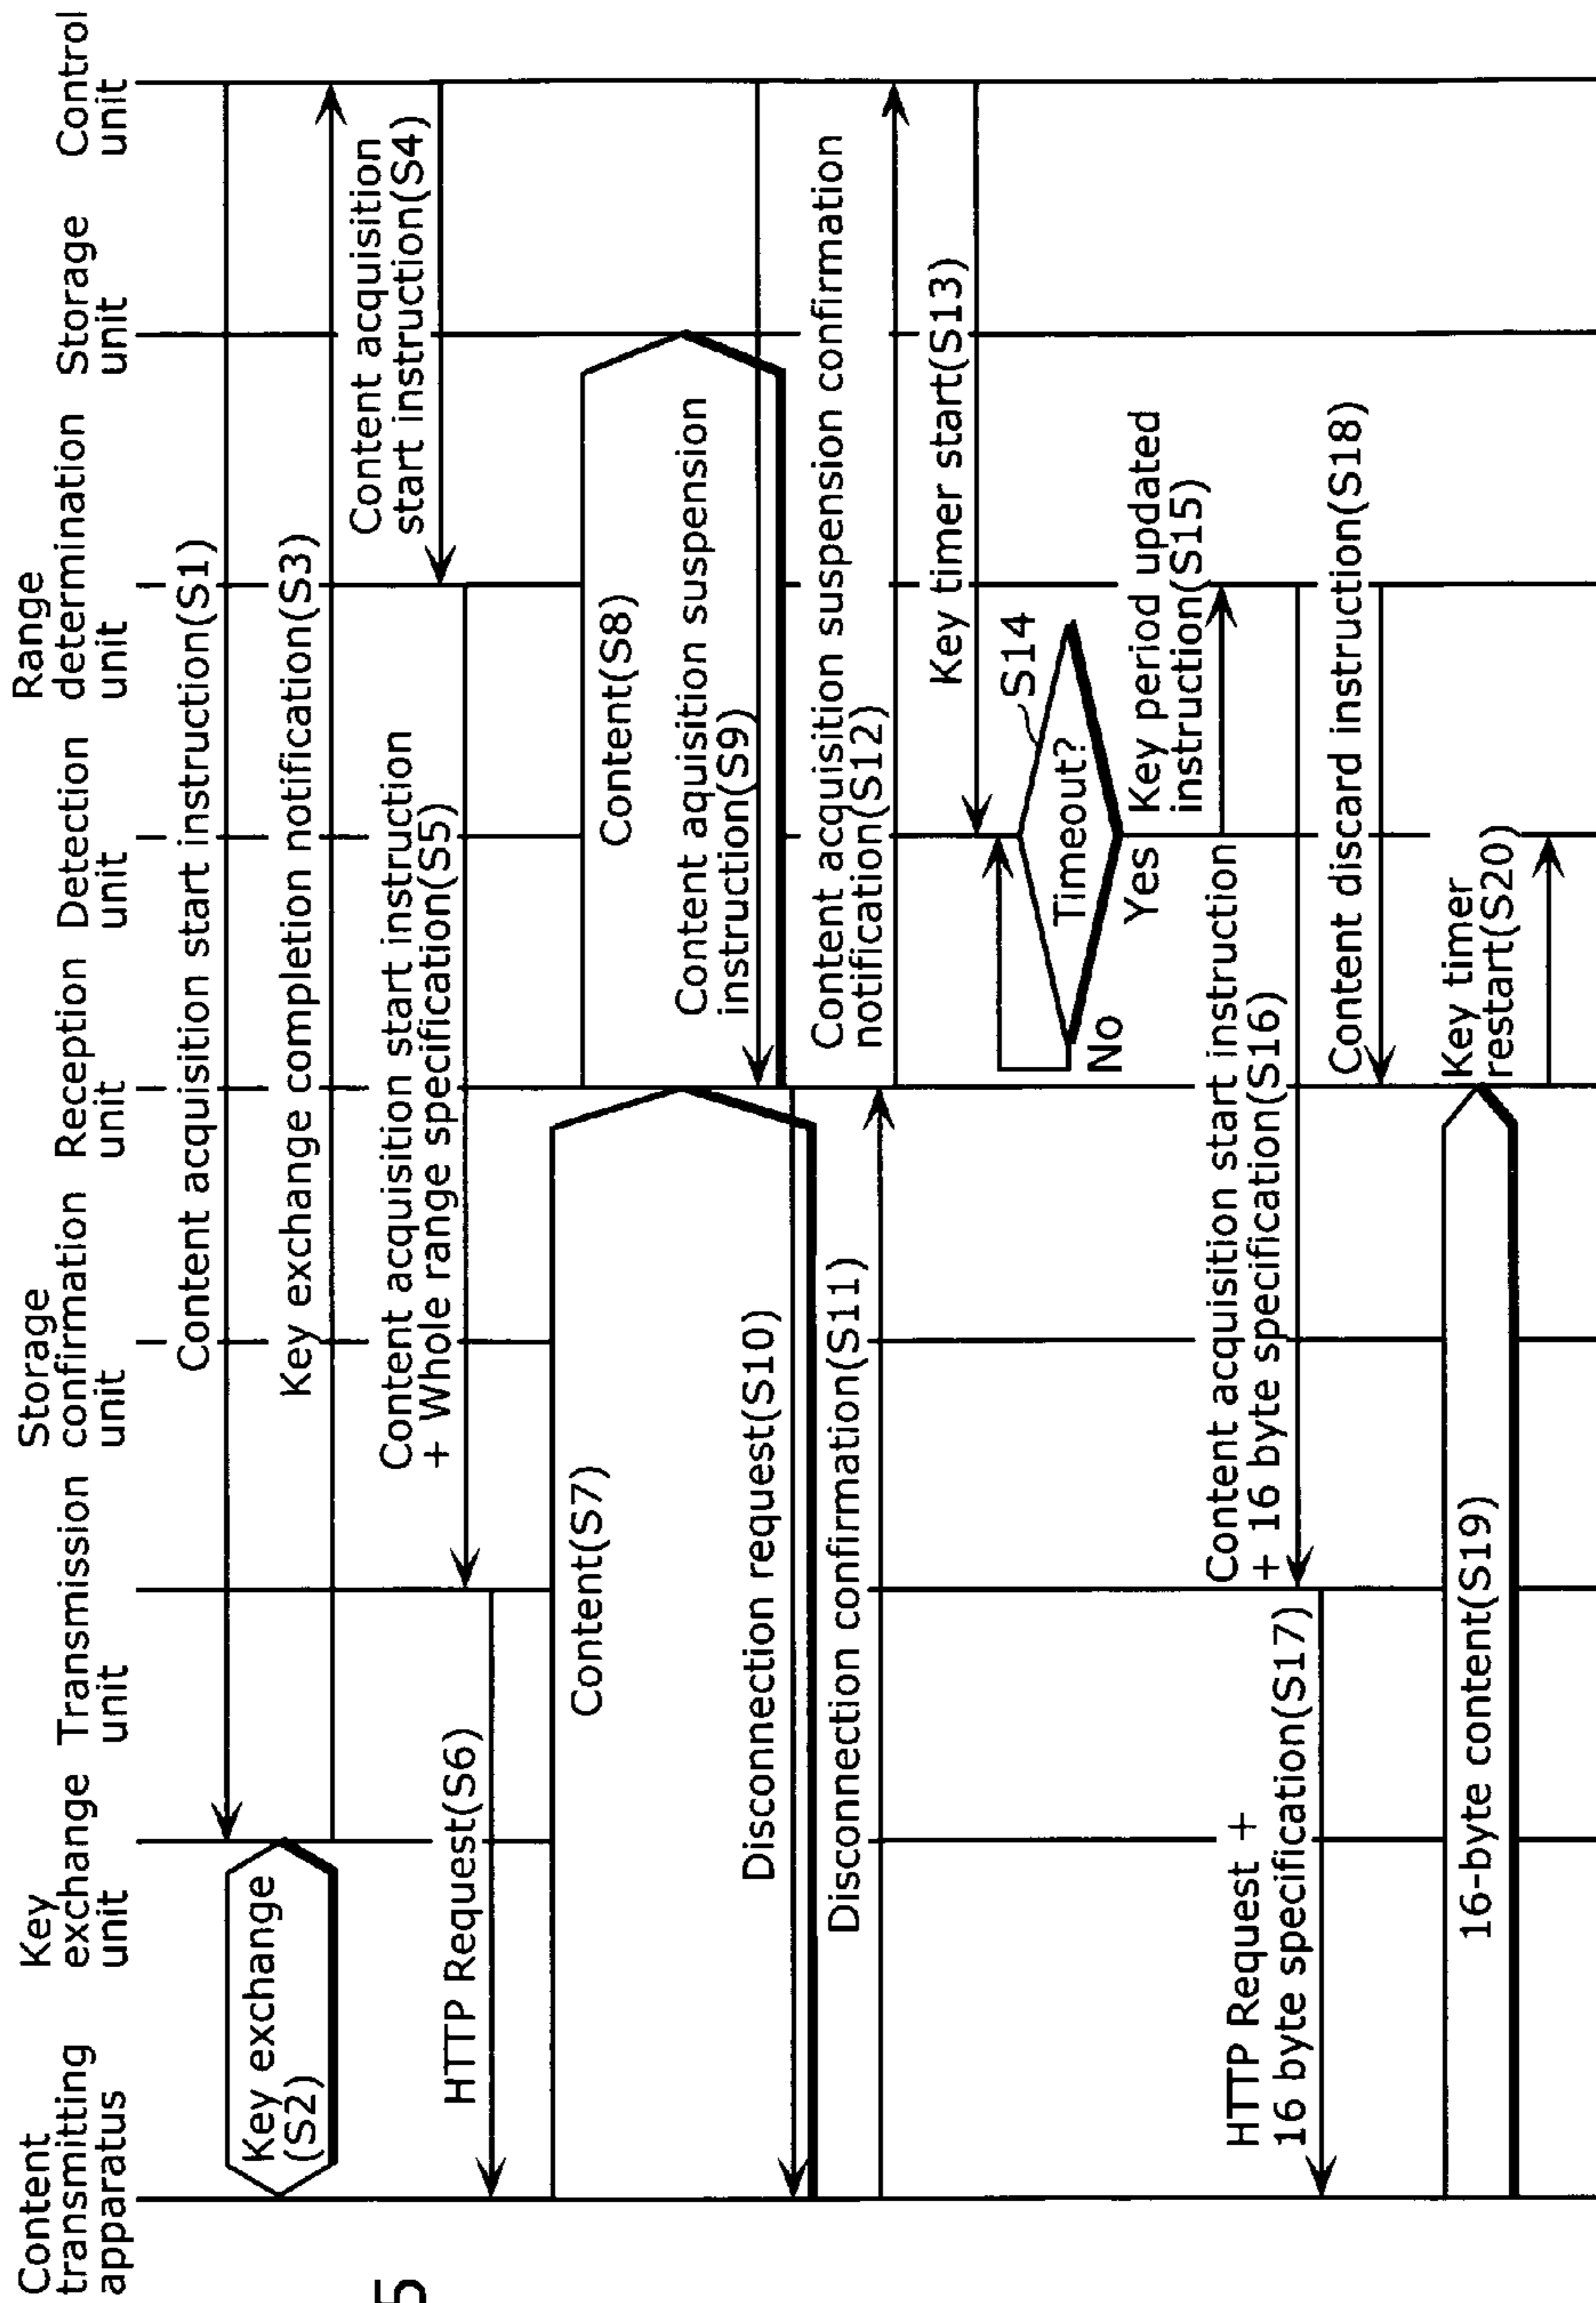 Content
transmitting
apparatus
Key
exchange
unit
Transmission
unit
Storage
confirmation
unit
Reception
unit
Detection
unit
Range
determination
unit
Storage
unit
Control
unit
Content acquisition start instruction(S1)
Key exchange
(S2)
Key exchange completion notification(S3)
Content acquisition
start instruction(S4)
Content acquisition start instruction
+ Whole range specification(S5)
HTTP Request(S6)
Content(S7)
Content(S8)
Content aquisition suspension
instruction(S9)
Disconnection request(S10)
Disconnection confirmation(S11)
Content acquisition suspension confirmation
notification(S12)
Key timer start(S13)
S14
Timeout?
No
Yes
Key period updated
instruction(S15)
Content acquisition start instruction
+ 16 byte specification(S16)
HTTP Request +
16 byte specification(S17)
Content discard instruction(S18)
16-byte content(S19)
Key timer
restart(S20)
5